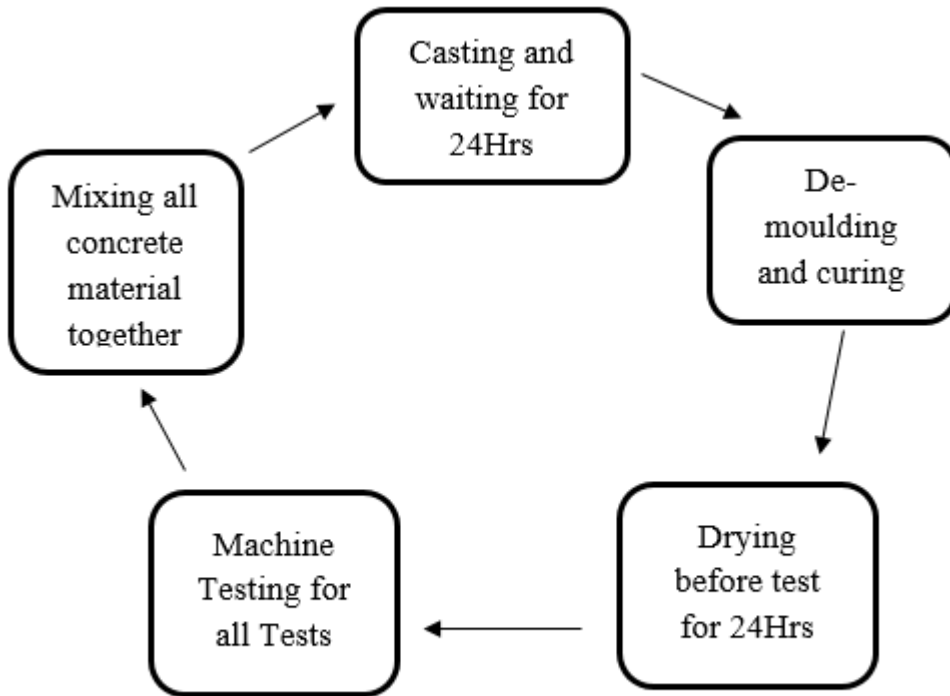 Casting and
waiting for
24Hrs
De-
moulding
and curing
Drying
before test
for 24Hrs
Machine
Testing for
all Tests
Mixing all
concrete
material
together